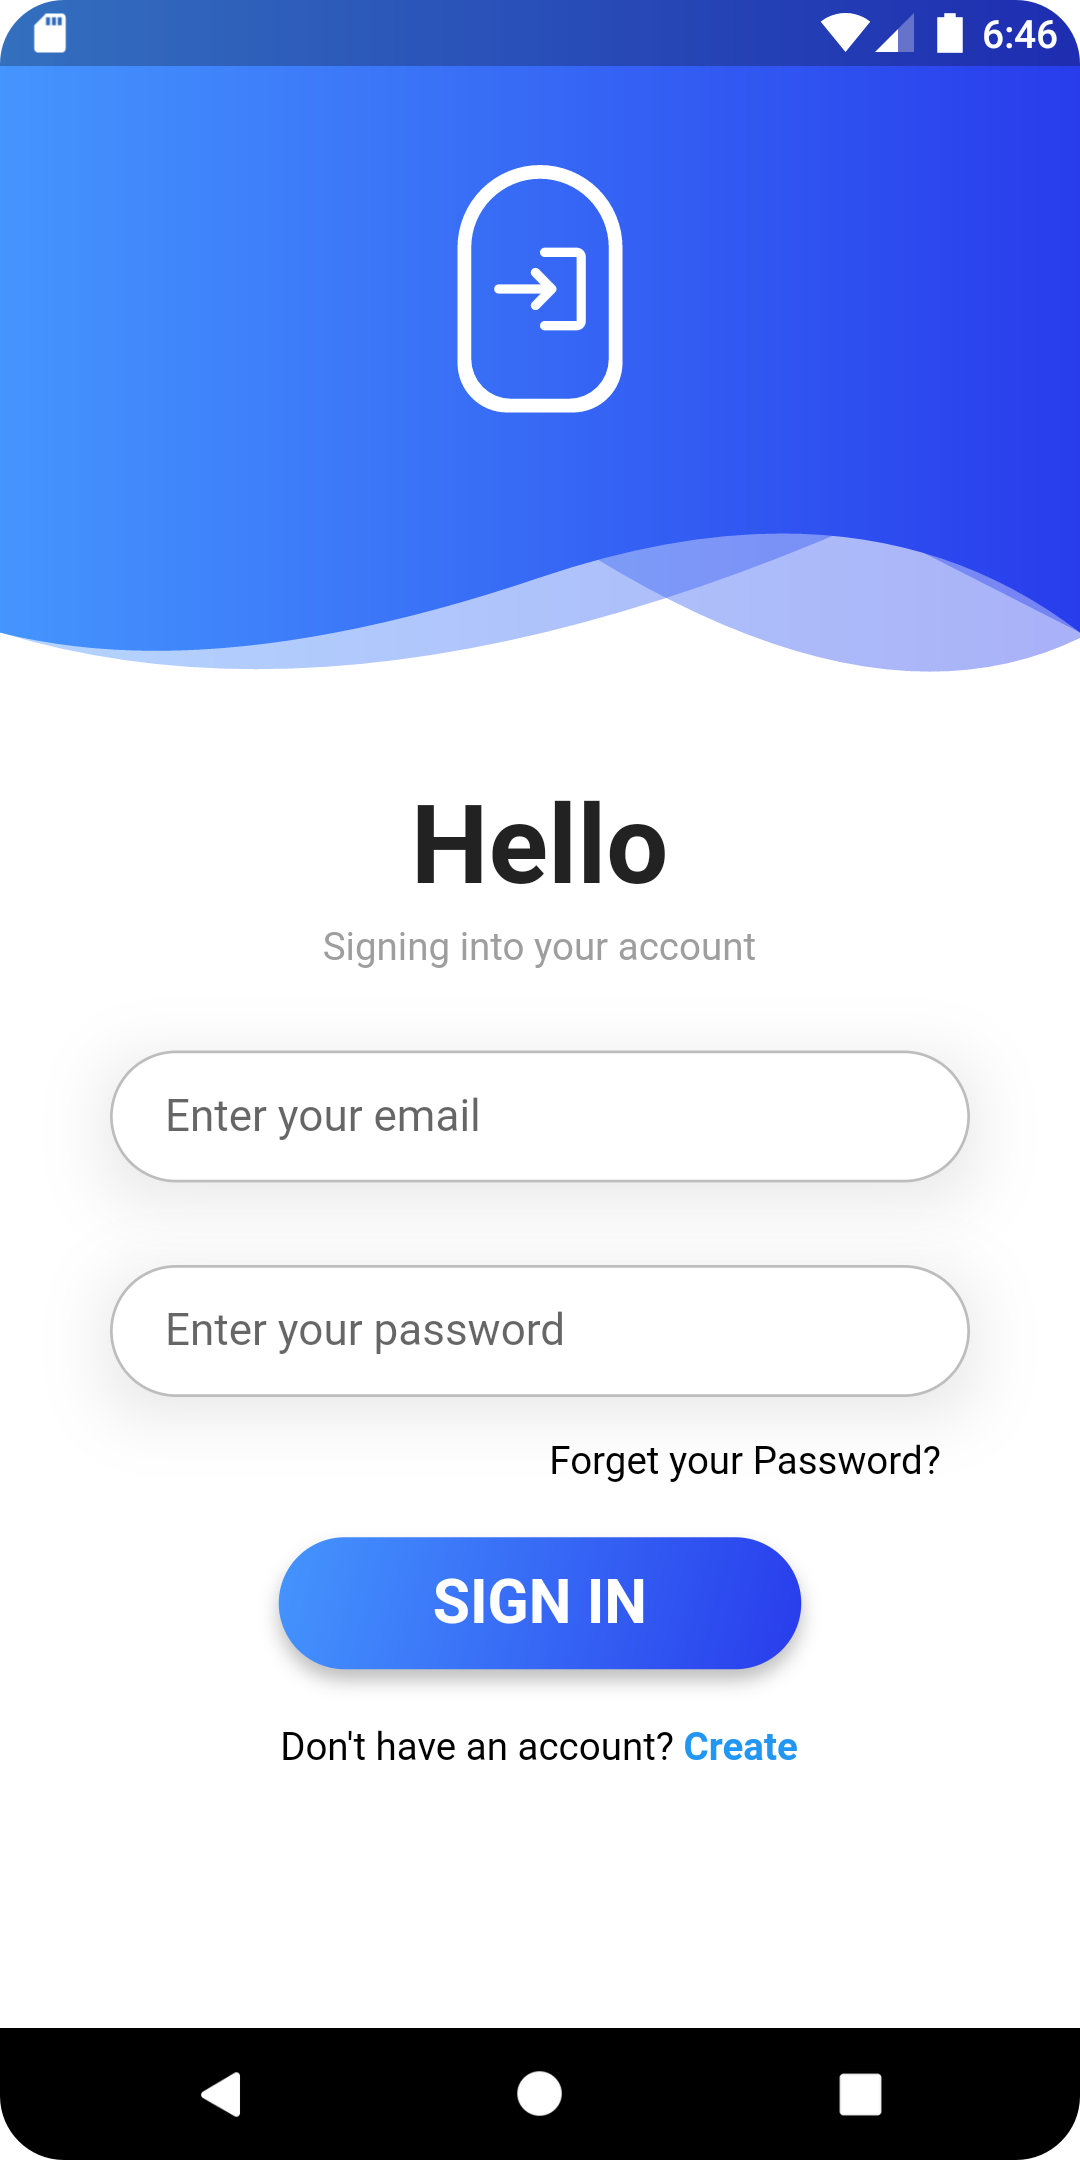 6:46
Hello
Signing into your account
Enter your email
Enter your password
Forget your Password?
SIGN IN
Don't have an account? Create